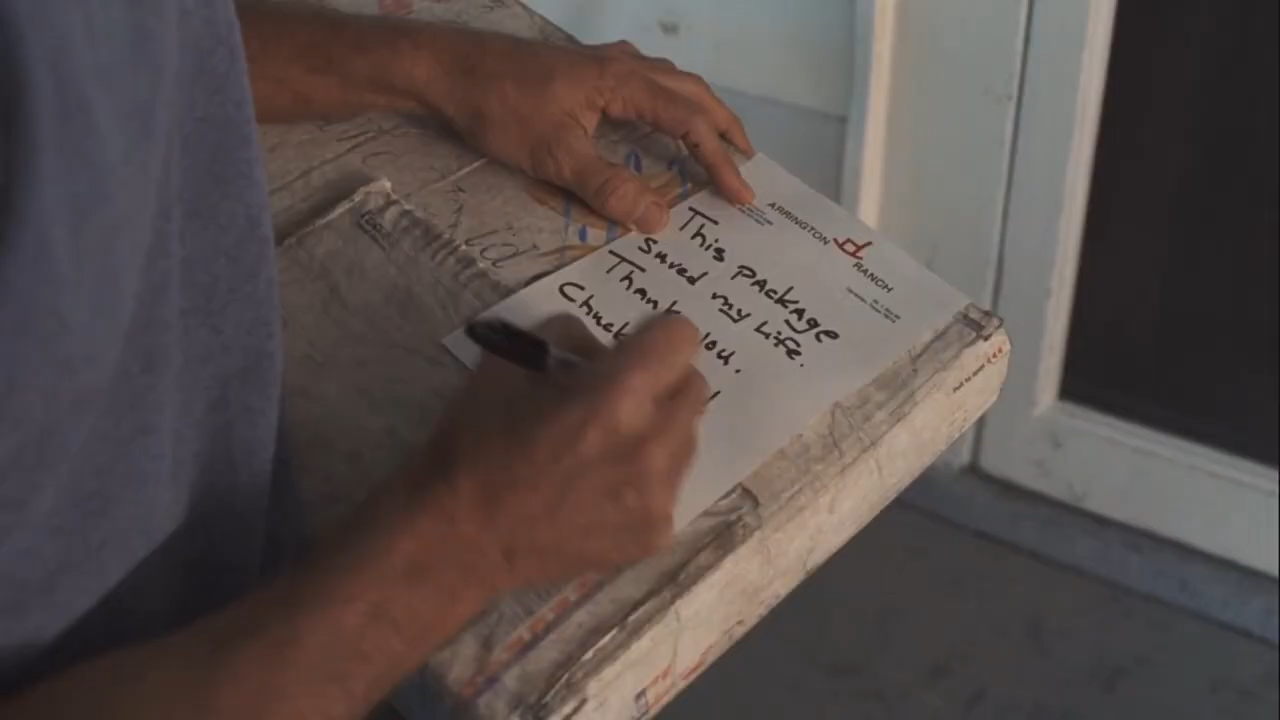 ARRINGTON RANCH
This package
saved my life.
Thank you.
Chuck